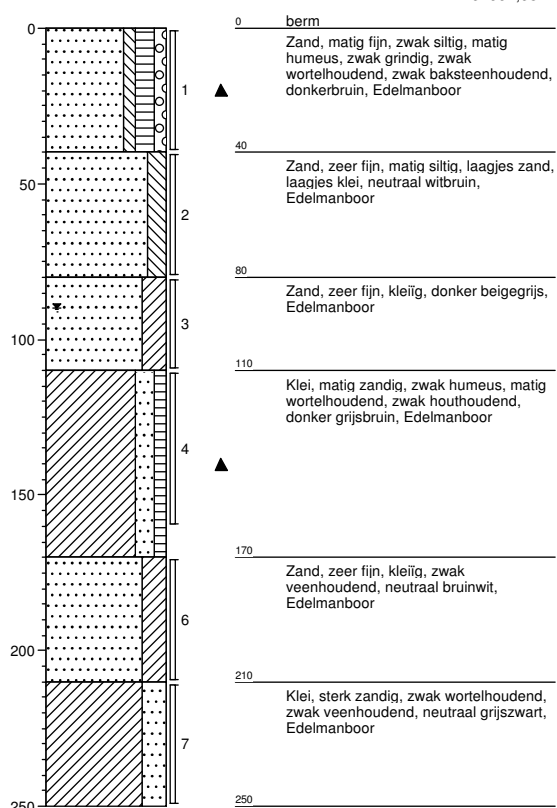 0
berm
Zand, matig fijn, zwak siltig, matig
humeus, zwak grindig, zwak
wortelhoudend, zwak baksteenhoudend,
donkerbruin, Edelmanboor
40
Zand, zeer fijn, matig siltig, laagjes zand,
laagjes klei, neutraal witbruin,
Edelmanboor
80
Zand, zeer fijn, kleiïg, donker beigegrijs,
Edelmanboor
110
Klei, matig zandig, zwak humeus, matig
wortelhoudend, zwak houthoudend,
donker grijsbruin, Edelmanboor
170
Zand, zeer fijn, kleiïg, zwak
veenhoudend, neutraal bruinwit,
Edelmanboor
210
Klei, sterk zandig, zwak wortelhoudend,
zwak veenhoudend, neutraal grijszwart,
Edelmanboor
250
0
50
100
150
200
250
1
2
3
4
6
7